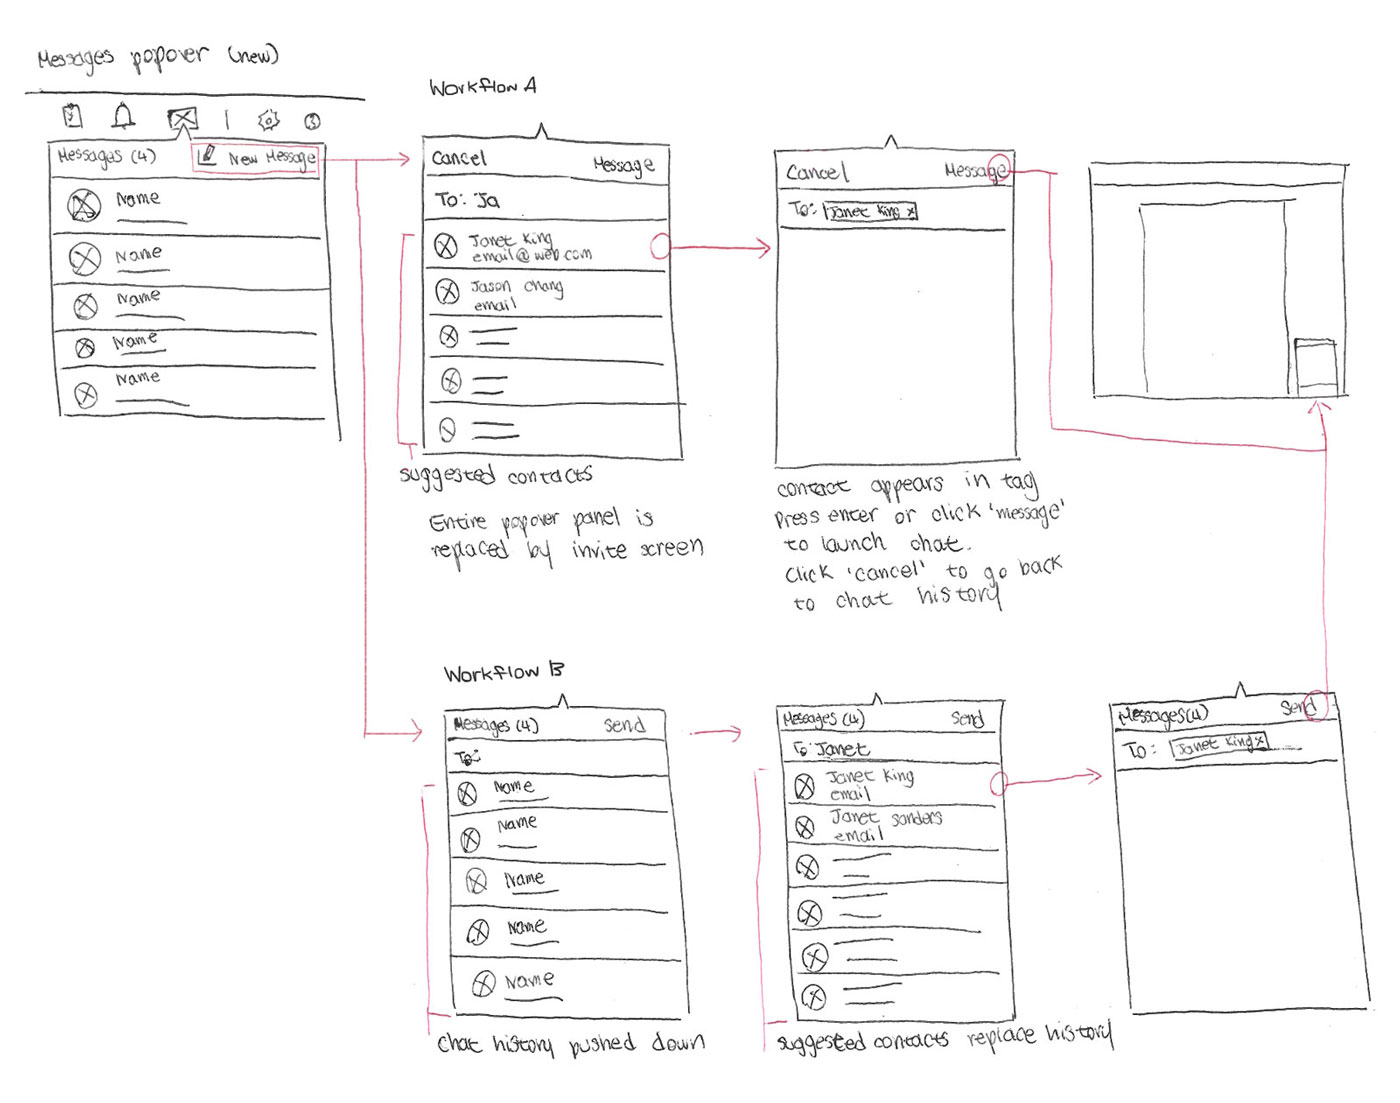 Messages popover (new)
Messages (4) New Message
Name
Name
Name
Name
Name
Workflow A
Cancel Message
To: Ja
Janet King
email@web.com
Jason Chang
email
suggested contacts
Entire popover panel is
replaced by invite screen
Cancel Message
To: Janet King x
contact appears in tag
Press enter or click 'message'
to launch chat.
Click 'cancel' to go back
to chat history
Workflow B
Messages (4) Send
To:
Name
Name
Name
Name
Name
chat history pushed down
Messages (4) Send
To: Janet
Janet King
email
Janet Sanders
email
suggested contacts replace history
Messages (4) Send
To: Janet King x